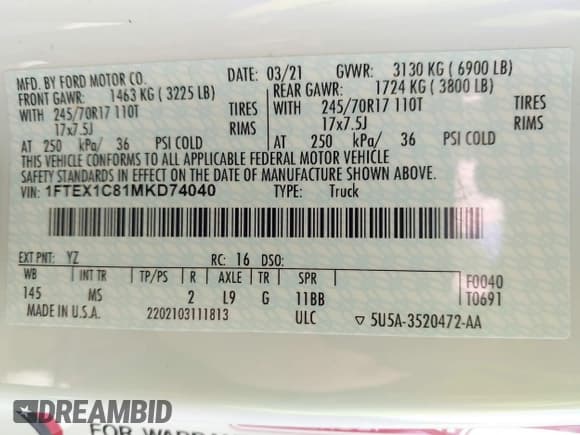 MFD. BY FORD MOTOR CO.
DATE: 03/21 GVWR: 3130 KG ( 6900 LB)
FRONT GAWR: 1463 KG ( 3225 LB) REAR GAWR: 1724 KG ( 3800 LB)
WITH 245/70R17 110T TIRES WITH 245/70R17 110T TIRES
17x7.5J RIMS 17x7.5J RIMS
AT 250 kPa/ 36 PSI COLD AT 250 kPa/ 36 PSI COLD
THIS VEHICLE CONFORMS TO ALL APPLICABLE FEDERAL MOTOR VEHICLE
SAFETY STANDARDS IN EFFECT ON THE DATE OF MANUFACTURE SHOWN ABOVE.
VIN: 1FTEX1C81MKD74040 TYPE: Truck
EXT PNT: YZ RC: 16 DSO:
WB INT TR TP/PS R AXLE TR SPR F0040
145 MS 2 L9 G 11BB T0691
MADE IN U.S.A. 2202103111813 ULC ▽ 5U5A-3520472-AA
DREAMBID
FOR WARRAN